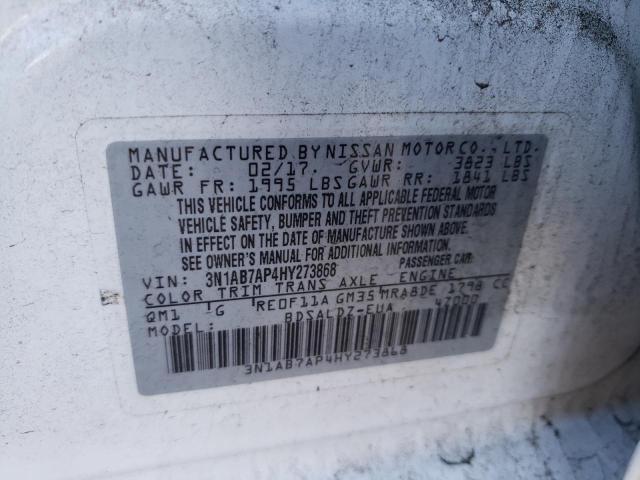 MANUFACTURED BY NISSAN MOTOR CO., LTD.
DATE: 02/17. GVWR: 3823 LBS
GAWR FR: 1995 LBS GAWR RR: 1841 LBS
THIS VEHICLE CONFORMS TO ALL APPLICABLE FEDERAL MOTOR
VEHICLE SAFETY, BUMPER AND THEFT PREVENTION STANDARDS
IN EFFECT ON THE DATE OF MANUFACTURE SHOWN ABOVE.
SEE OWNER'S MANUAL FOR ADDITIONAL INFORMATION.
VIN: 3N1AB7AP4HY273868 PASSENGER CAR
COLOR TRIM TRANS AXLE ENGINE
QM1 G RE0F11A GM35 MRA8DE 1798 CC
MODEL: BDSALDZ-EUA 47000
3N1AB7AP4HY273868